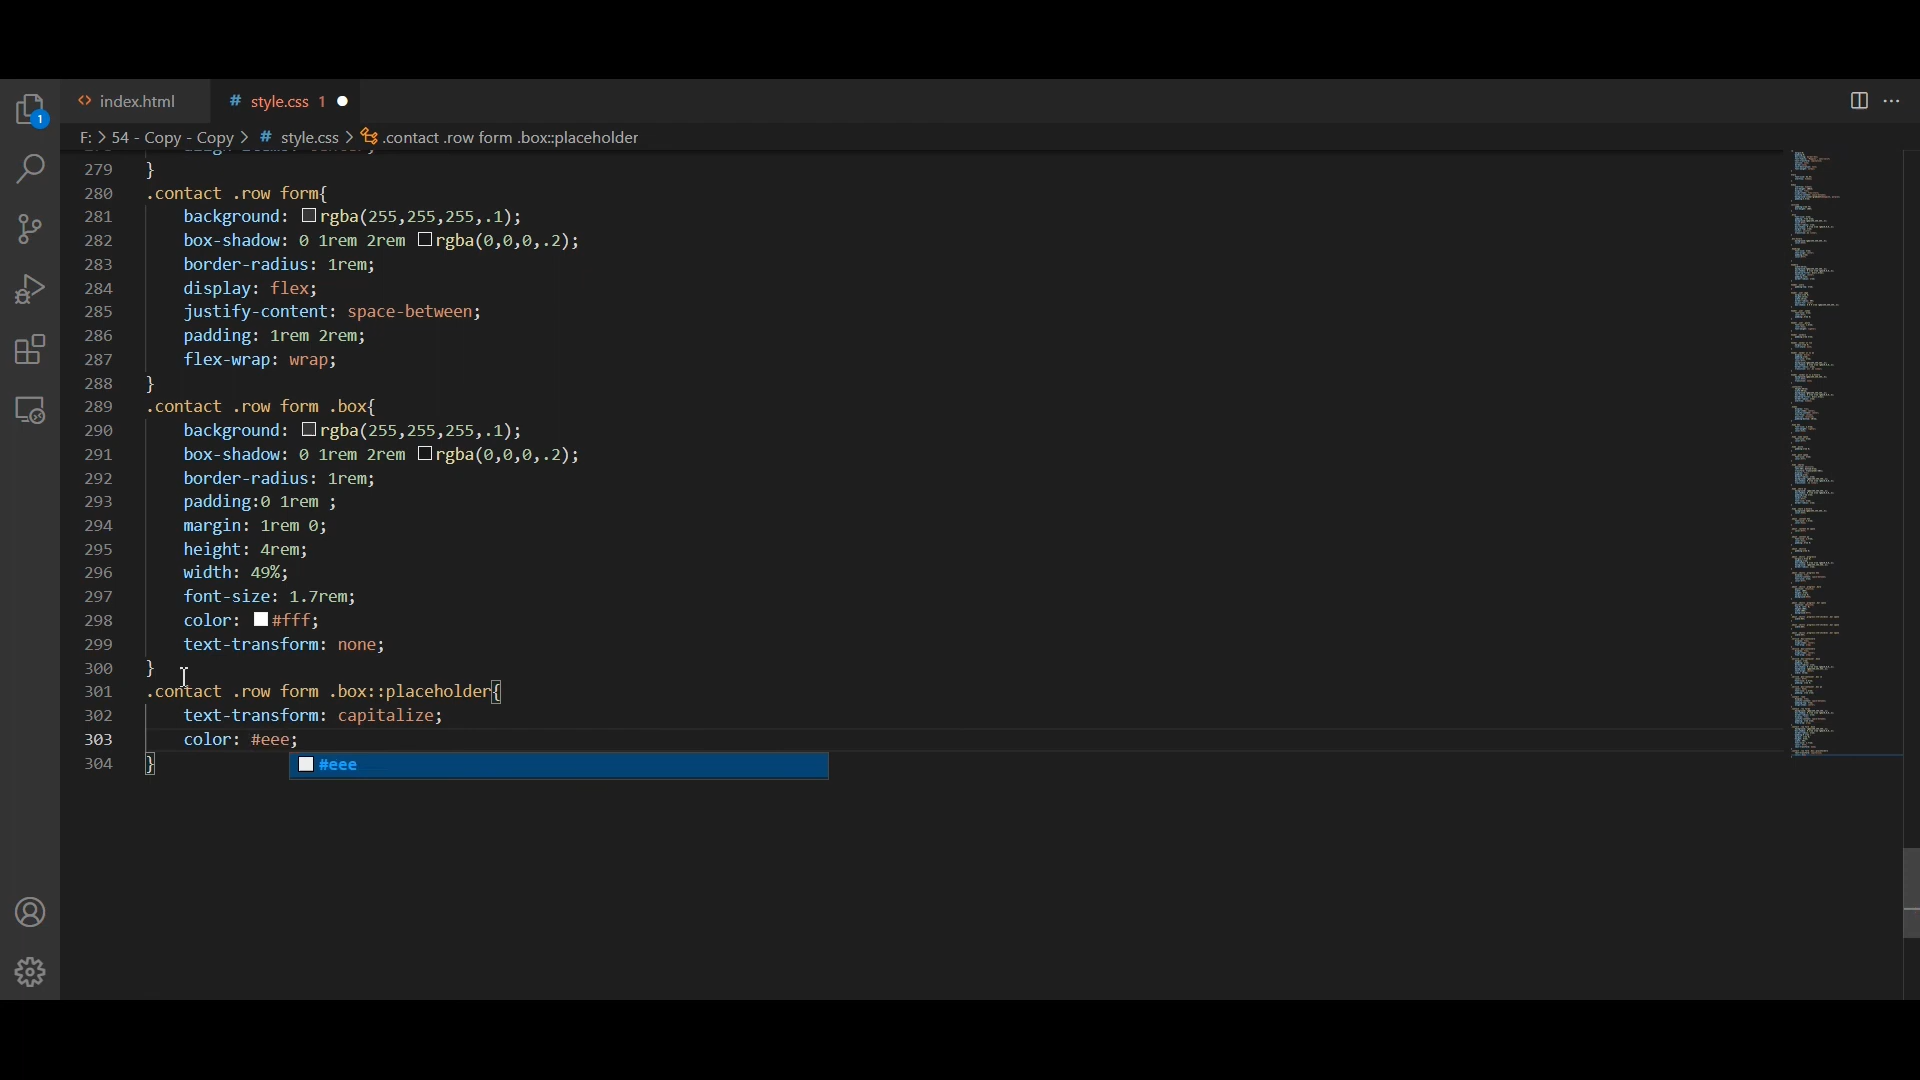 index.html
# style.css 1
F: > 54 - Copy - Copy > # style.css > .contact .row form .box::placeholder
279 }
280 .contact .row form{
281 background: rgba(255,255,255,.1);
282 box-shadow: 0 1rem 2rem rgba(0,0,0,.2);
283 border-radius: 1rem;
284 display: flex;
285 justify-content: space-between;
286 padding: 1rem 2rem;
287 flex-wrap: wrap;
288 }
289 .contact .row form .box{
290 background: rgba(255,255,255,.1);
291 box-shadow: 0 1rem 2rem rgba(0,0,0,.2);
292 border-radius: 1rem;
293 padding:0 1rem ;
294 margin: 1rem 0;
295 height: 4rem;
296 width: 49%;
297 font-size: 1.7rem;
298 color: #fff;
299 text-transform: none;
300 }
301 .contact .row form .box::placeholder{
302 text-transform: capitalize;
303 color: #eee;
304 }
#eee
1